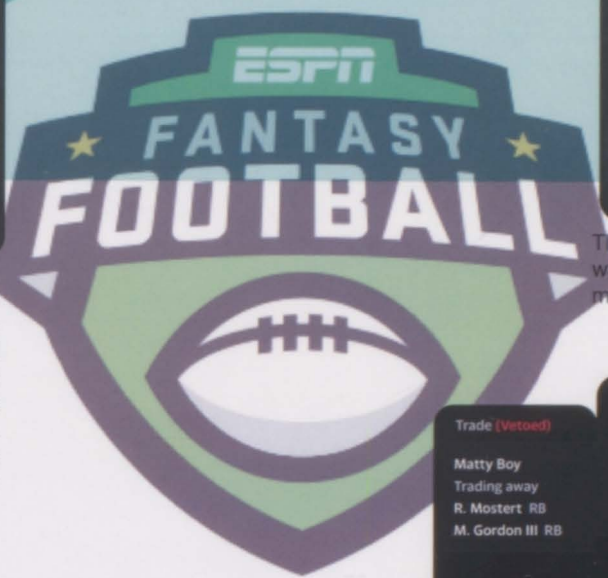 ESPN
FANTASY
FOOTBALL
Trade (Vetoed)
Matty Boy
Trading away
R. Mostert RB
M. Gordon III RB